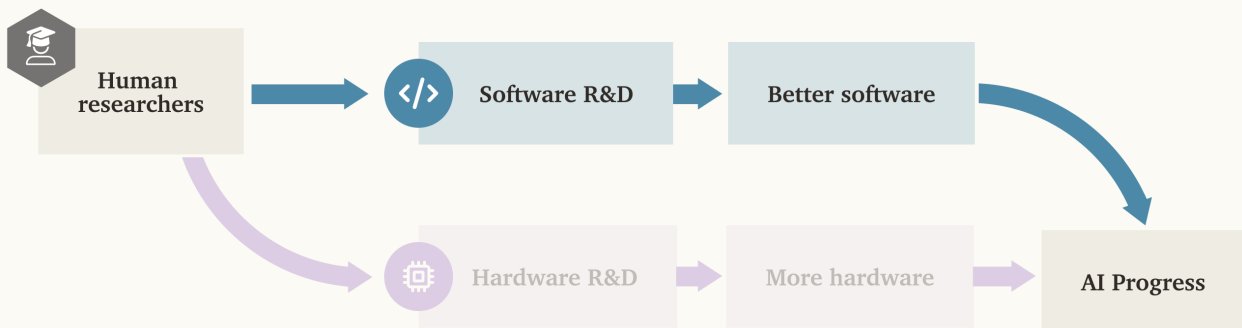 Human
researchers
</>
Software R&D
Better software
Hardware R&D
More hardware
AI Progress